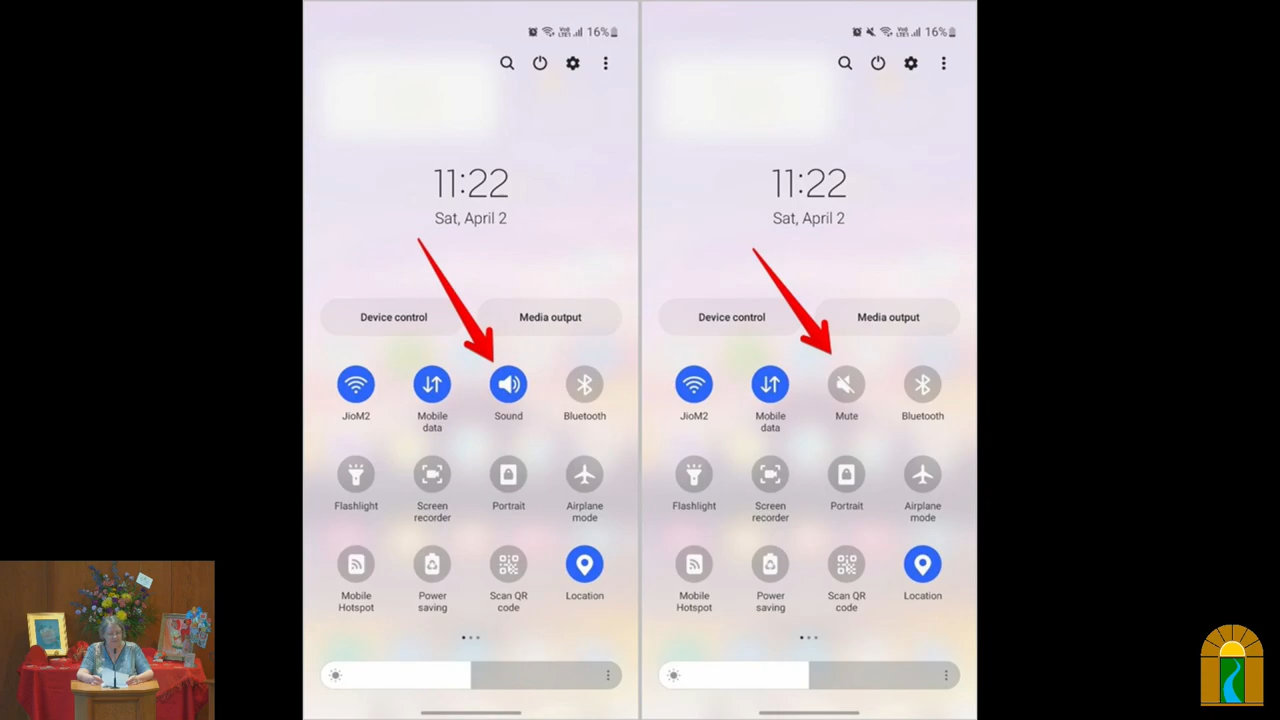 VoLTE 16%
11:22
Sat, April 2
Device control Media output
JioM2 Mobile data Sound Bluetooth
Flashlight Screen recorder Portrait Airplane mode
Mobile Hotspot Power saving Scan QR code Location
16%
11:22
Sat, April 2
Device control Media output
JioM2 Mobile data Mute Bluetooth
Flashlight Screen recorder Portrait Airplane mode
Mobile Hotspot Power saving Scan QR code Location